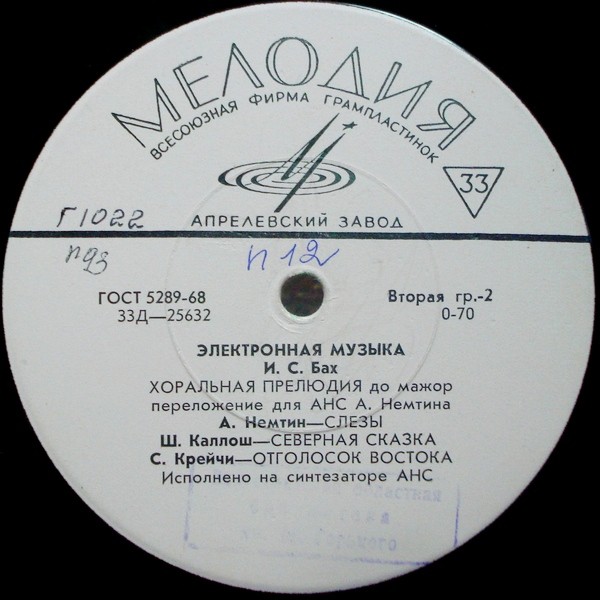 МЕЛОДИЯ
ВСЕСОЮЗНАЯ ФИРМА ГРАМПЛАСТИНОК
33
АПРЕЛЕВСКИЙ ЗАВОД
Г1022
п93
п12
ГОСТ 5289-68
Вторая гр.-2
33Д—25632
0-70
ЭЛЕКТРОННАЯ МУЗЫКА
И. С. Бах
ХОРАЛЬНАЯ ПРЕЛЮДИЯ до мажор
переложение для АНС А. Немтина
А. Немтин—СЛЕЗЫ
Ш. Каллош—СЕВЕРНАЯ СКАЗКА
С. Крейчи—ОТГОЛОСОК ВОСТОКА
Исполнено на синтезаторе АНС